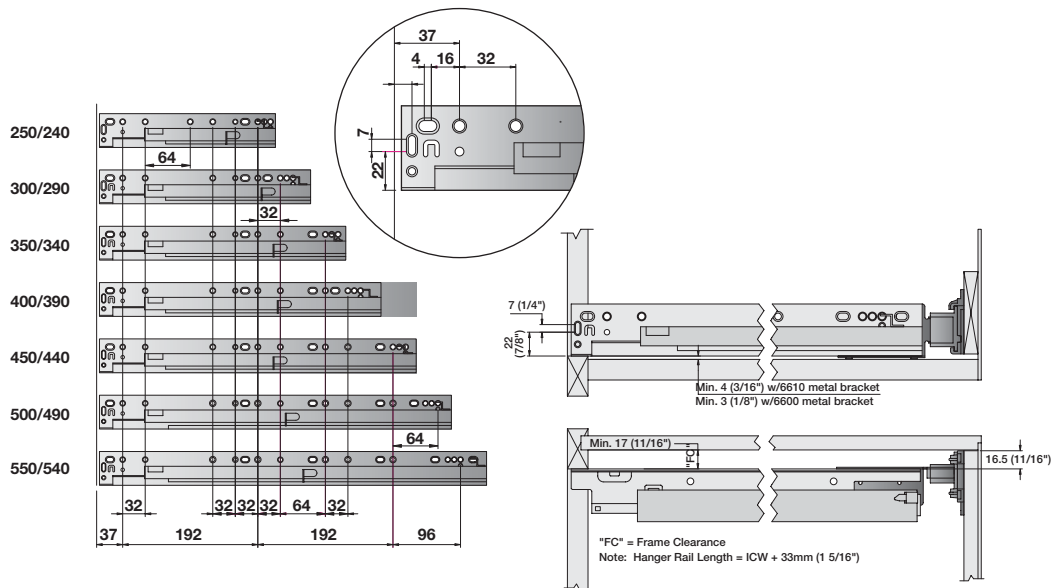 37
4 16 32
7
22
250/240
64
300/290
32
350/340
400/390
450/440
500/490
64
550/540
32 32 32 32 64 32
37 192 192 96
7 (1/4")
22
(7/8")
Min. 4 (3/16") w/6610 metal bracket
Min. 3 (1/8") w/6600 metal bracket
Min. 17 (11/16")
"FC"
16.5 (11/16")
"FC" = Frame Clearance
Note: Hanger Rail Length = ICW + 33mm (1 5/16")